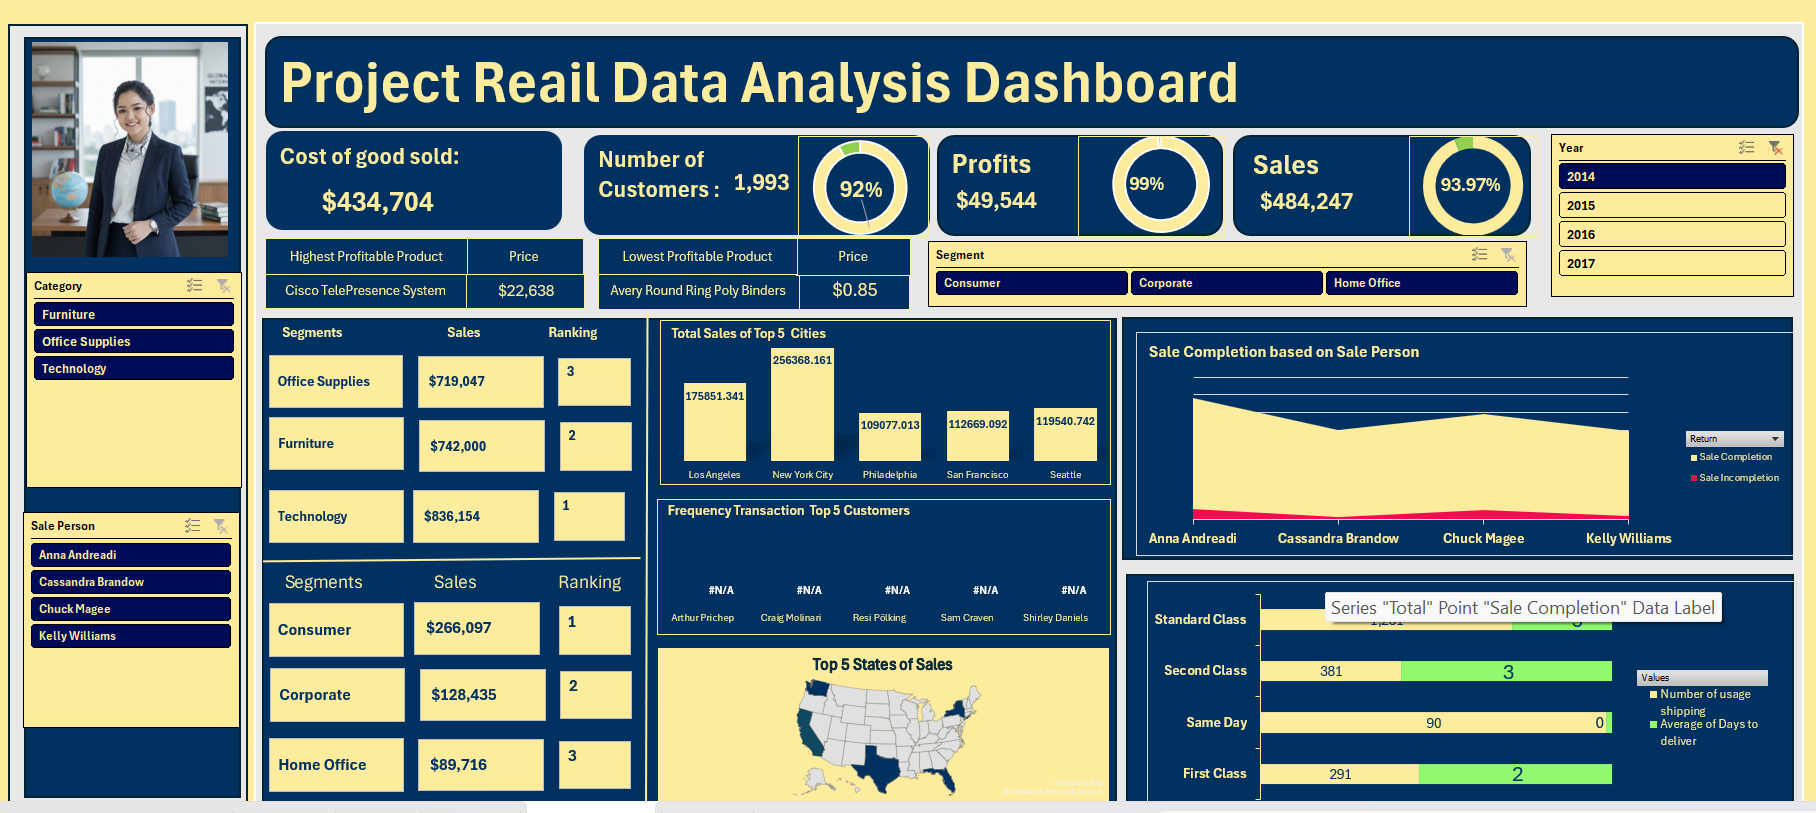 Project Reail Data Analysis Dashboard
Cost of good sold:
$434,704
Number of
Customers : 1,993
92%
Profits
$49,544
99%
Sales
$484,247
93.97%
Year
2014
2015
2016
2017
Highest Profitable Product Price
Cisco TelePresence System $22,638
Lowest Profitable Product Price
Avery Round Ring Poly Binders $0.85
Segment
Consumer Corporate Home Office
Category
Furniture
Office Supplies
Technology
Sale Person
Anna Andreadi
Cassandra Brandow
Chuck Magee
Kelly Williams
Segments Sales Ranking
Office Supplies $719,047 3
Furniture $742,000 2
Technology $836,154 1
Segments Sales Ranking
Consumer $266,097 1
Corporate $128,435 2
Home Office $89,716 3
Total Sales of Top 5 Cities
175851.341 256368.161 109077.013 112669.092 119540.742
Los Angeles New York City Philadelphia San Francisco Seattle
Frequency Transaction Top 5 Customers
#N/A #N/A #N/A #N/A #N/A
Arthur Prichep Craig Molinari Resi Pölking Sam Craven Shirley Daniels
Top 5 States of Sales
Sale Completion based on Sale Person
Return
Sale Completion
Sale Incompletion
Anna Andreadi Cassandra Brandow Chuck Magee Kelly Williams
Series "Total" Point "Sale Completion" Data Label
Standard Class
Second Class 381 3
Same Day 90 0
First Class 291 2
Values
Number of usage
shipping
Average of Days to
deliver